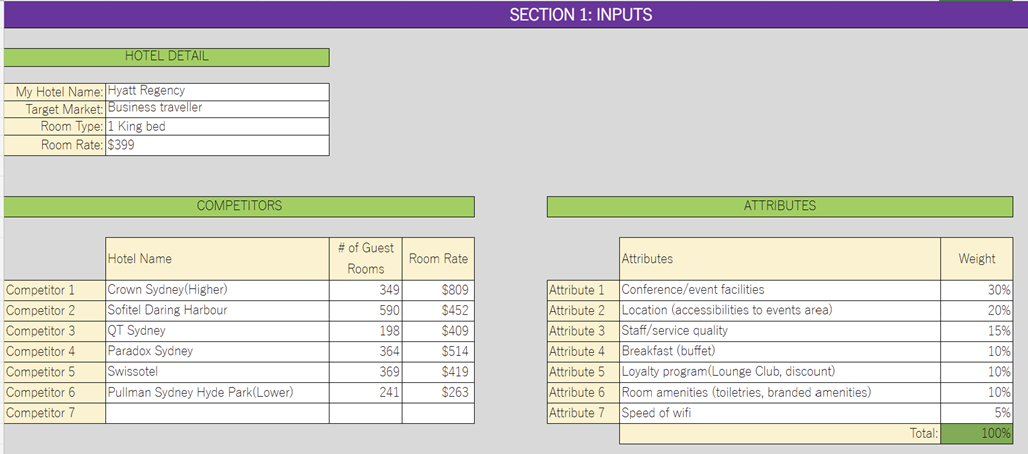 SECTION 1: INPUTS
HOTEL DETAIL
My Hotel Name: Hyatt Regency
Target Market: Business traveller
Room Type: 1 King bed
Room Rate: $399
COMPETITORS
Hotel Name # of Guest Rooms Room Rate
Competitor 1 Crown Sydney(Higher) 349 $809
Competitor 2 Sofitel Daring Harbour 590 $452
Competitor 3 QT Sydney 198 $409
Competitor 4 Paradox Sydney 364 $514
Competitor 5 Swissotel 369 $419
Competitor 6 Pullman Sydney Hyde Park(Lower) 241 $263
Competitor 7
ATTRIBUTES
Attributes Weight
Attribute 1 Conference/event facilities 30%
Attribute 2 Location (accessibilities to events area) 20%
Attribute 3 Staff/service quality 15%
Attribute 4 Breakfast (buffet) 10%
Attribute 5 Loyalty program(Lounge Club, discount) 10%
Attribute 6 Room amenities (toiletries, branded amenities) 10%
Attribute 7 Speed of wifi 5%
Total: 100%